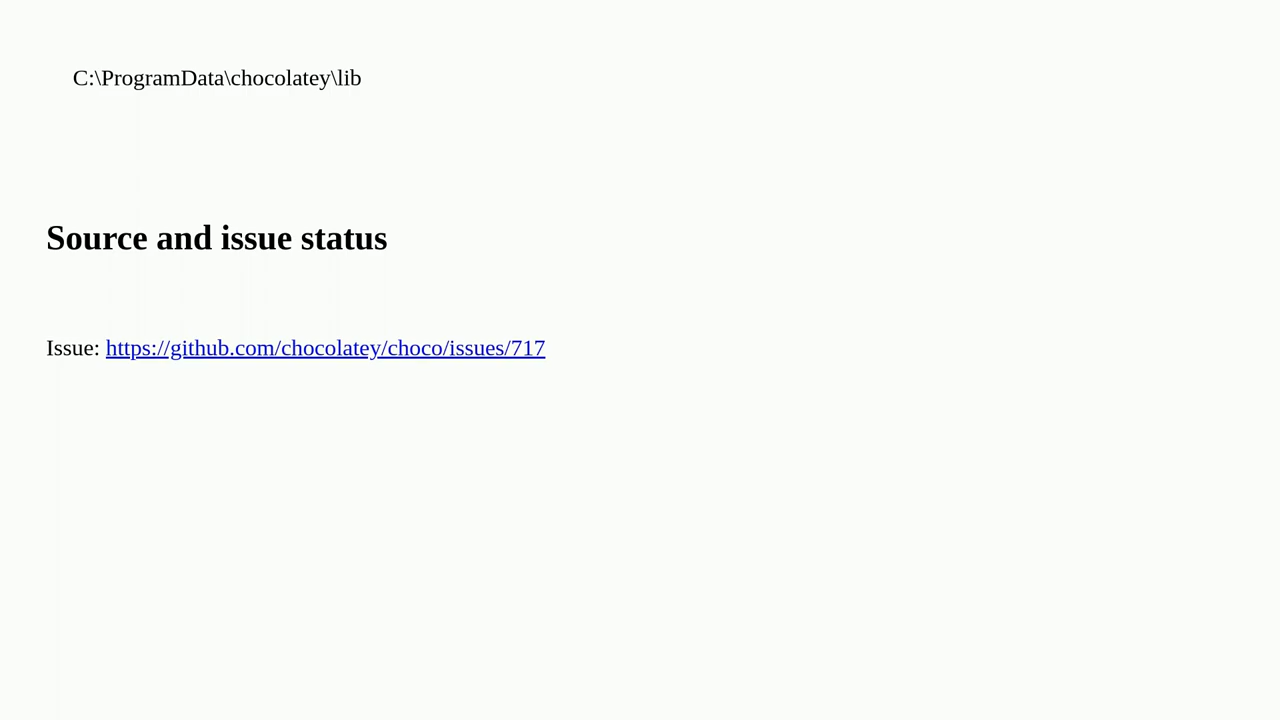 C:\ProgramData\chocolatey\lib
Source and issue status
Issue: https://github.com/chocolatey/choco/issues/717